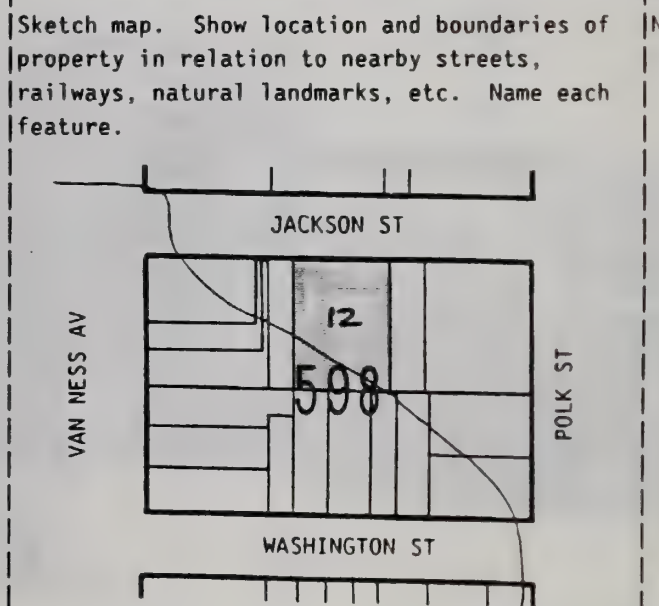 Sketch map. Show location and boundaries of
property in relation to nearby streets,
railways, natural landmarks, etc. Name each
feature.
JACKSON ST
12
598
VAN NESS AV
POLK ST
WASHINGTON ST